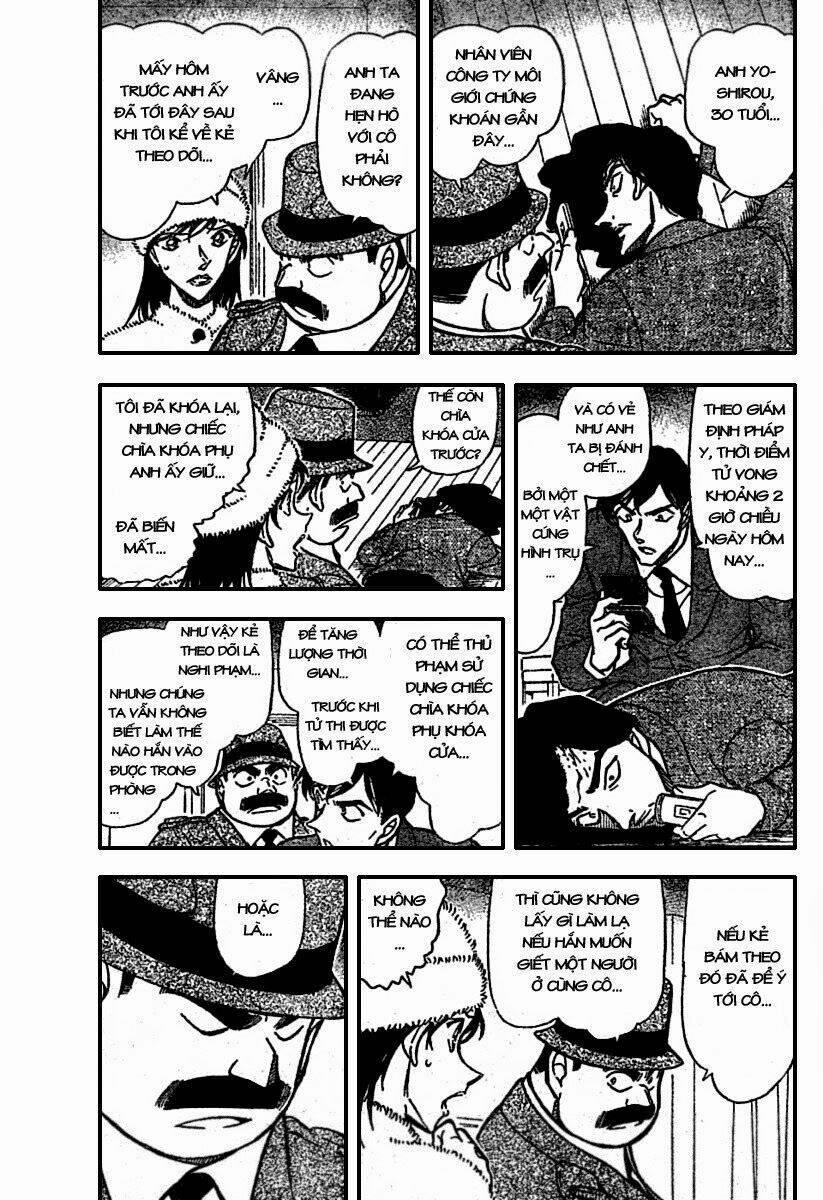 ANH YO-
SHIROU,
30 TUỔI...
NHÂN VIÊN
CÔNG TY MÔI
GIỚI CHỨNG
KHOÁN GẦN
ĐÂY...
ANH TA
ĐANG
HẸN HÒ
VỚI CÔ
PHẢI
KHÔNG?
VÂNG
...
MẤY HÔM
TRƯỚC ANH ẤY
ĐÃ TỚI ĐÂY SAU
KHI TÔI KỂ VỀ KẺ
THEO DÕI...
THEO GIÁM
ĐỊNH PHÁP
Y, THỜI ĐIỂM
TỬ VONG
KHOẢNG 2
GIỜ CHIỀU
NGÀY HÔM
NAY...
VÀ CÓ VẺ
NHƯ ANH
TA BỊ ĐÁNH
CHẾT...
BỞI MỘT
MỘT VẬT
CỨNG
HÌNH TRỤ
...
THẾ CÒN
CHÌA
KHÓA CỬA
TRƯỚC?
TÔI ĐÃ KHÓA LẠI,
NHƯNG CHIẾC
CHÌA KHÓA PHỤ
ANH ẤY GIỮ...
ĐÃ BIẾN
MẤT...
CÓ THỂ THỦ
PHẠM SỬ
DỤNG CHIẾC
CHÌA KHÓA
PHỤ KHÓA
CỬA...
ĐỂ TĂNG
LƯỢNG THỜI
GIAN...
TRƯỚC KHI
TỬ THI ĐƯỢC
TÌM THẤY...
NHƯ VẬY KẺ
THEO DÕI LÀ
NGHI PHẠM...
NHƯNG CHÚNG
TA VẪN KHÔNG
BIẾT LÀM THẾ
NÀO HẮN VÀO
ĐƯỢC TRONG
PHÒNG
...
NẾU KẺ
BÁM THEO
ĐÓ ĐÃ ĐỂ Ý
TỚI CÔ...
THÌ CŨNG KHÔNG
LẤY GÌ LÀM LẠ
NẾU HẮN MUỐN
GIẾT MỘT NGƯỜI
Ở CÙNG CÔ...
KHÔNG
THỂ NÀO
...
HOẶC
LÀ...